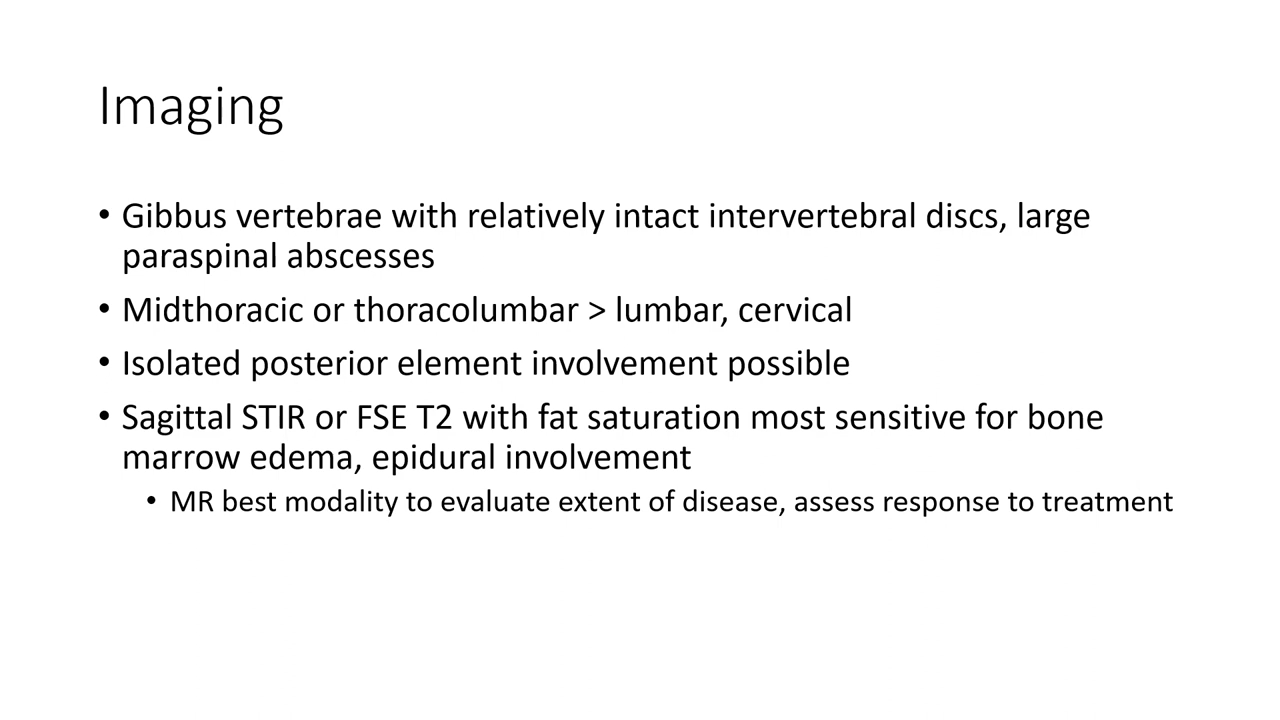 Imaging
• Gibbus vertebrae with relatively intact intervertebral discs, large
paraspinal abscesses
• Midthoracic or thoracolumbar > lumbar, cervical
• Isolated posterior element involvement possible
• Sagittal STIR or FSE T2 with fat saturation most sensitive for bone
marrow edema, epidural involvement
• MR best modality to evaluate extent of disease, assess response to treatment